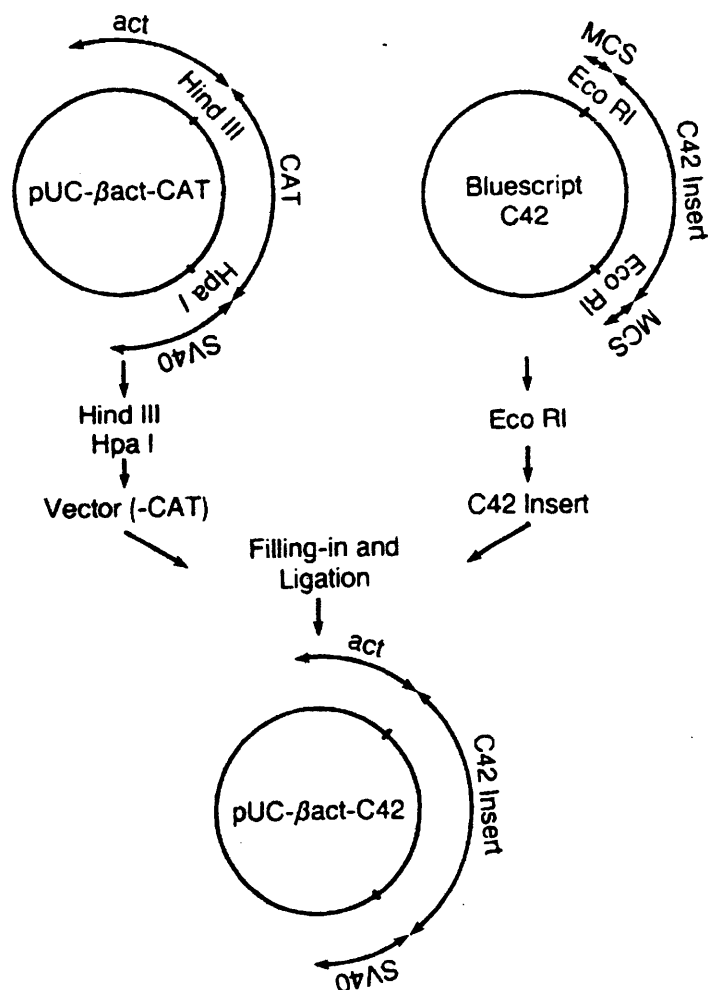 act
Hind III
CAT
pUC-βact-CAT
Hpa I
SV40
Hind III
Hpa I
Vector (-CAT)
MCS
Eco RI
C42 Insert
Bluescript
C42
Eco RI
MCS
Eco RI
C42 Insert
Filling-in and
Ligation
act
C42 Insert
pUC-βact-C42
SV40